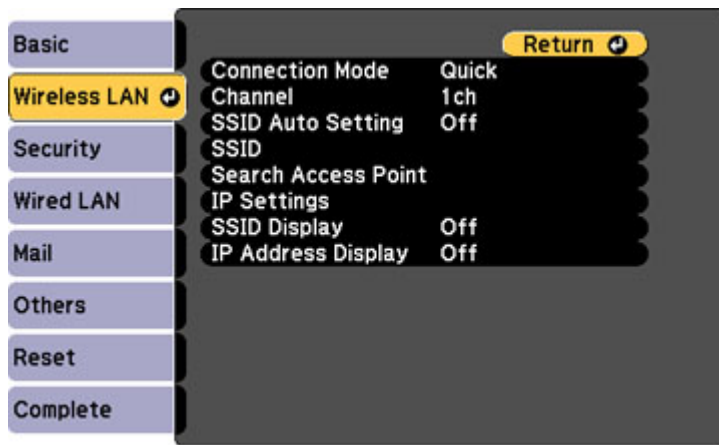 Basic
Wireless LAN
Security
Wired LAN
Mail
Others
Reset
Complete
Return
Connection Mode Quick
Channel 1ch
SSID Auto Setting Off
SSID
Search Access Point
IP Settings
SSID Display Off
IP Address Display Off